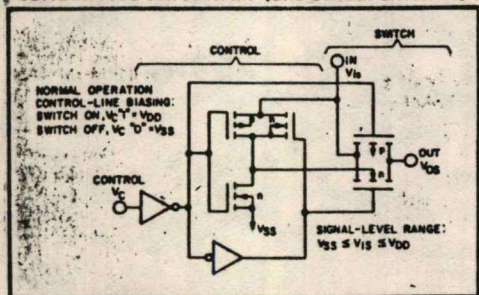 SWITCH
CONTROL
IN
Vis
NORMAL OPERATION
CONTROL-LINE BIASING:
SWITCH ON, VC "1" = VDD
SWITCH OFF, VC "0" = VSS
p
n
p
n
OUT
VOS
CONTROL
VC
VSS
SIGNAL-LEVEL RANGE:
VSS ≤ VIS ≤ VDD